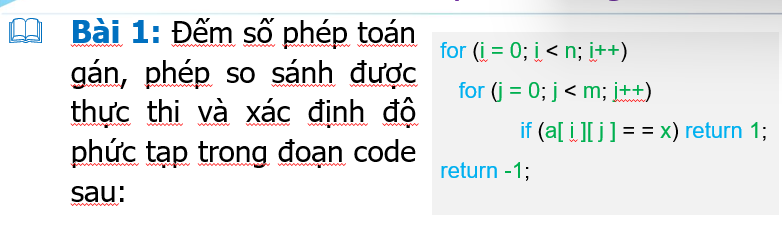 Bài 1: Đếm số phép toán
gán, phép so sánh được
thực thi và xác định độ
phức tạp trong đoạn code
sau:
for (i = 0; i < n; i++)
for (j = 0; j < m; j++)
if (a[ i ][ j ] = = x) return 1;
return -1;